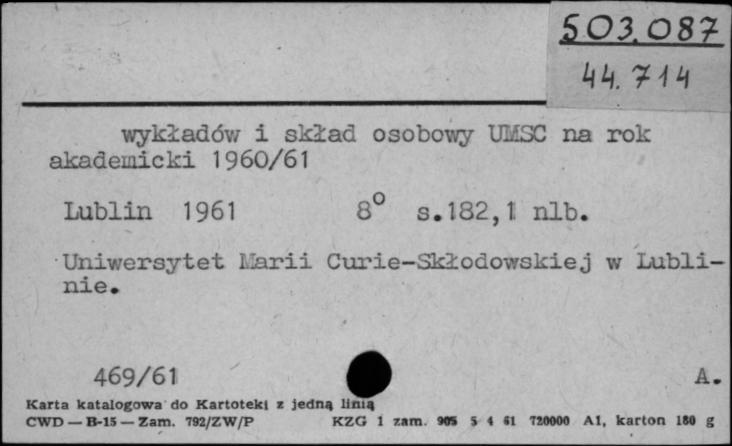 503.087
44.714
wykładów i skład osobowy UMSC na rok
akademicki 1960/61
Lublin 1961 8° s.182,1 nlb.
Uniwersytet Marii Curie-Skłodowskiej w Lubli-
nie.
469/61 A.
Karta katalogowa do Kartoteki z jedną linią
CWD — B-15 — Zam. 792/ZW/P KZG 1 zam. 905 5 4 61 720000 A1, karton 180 g